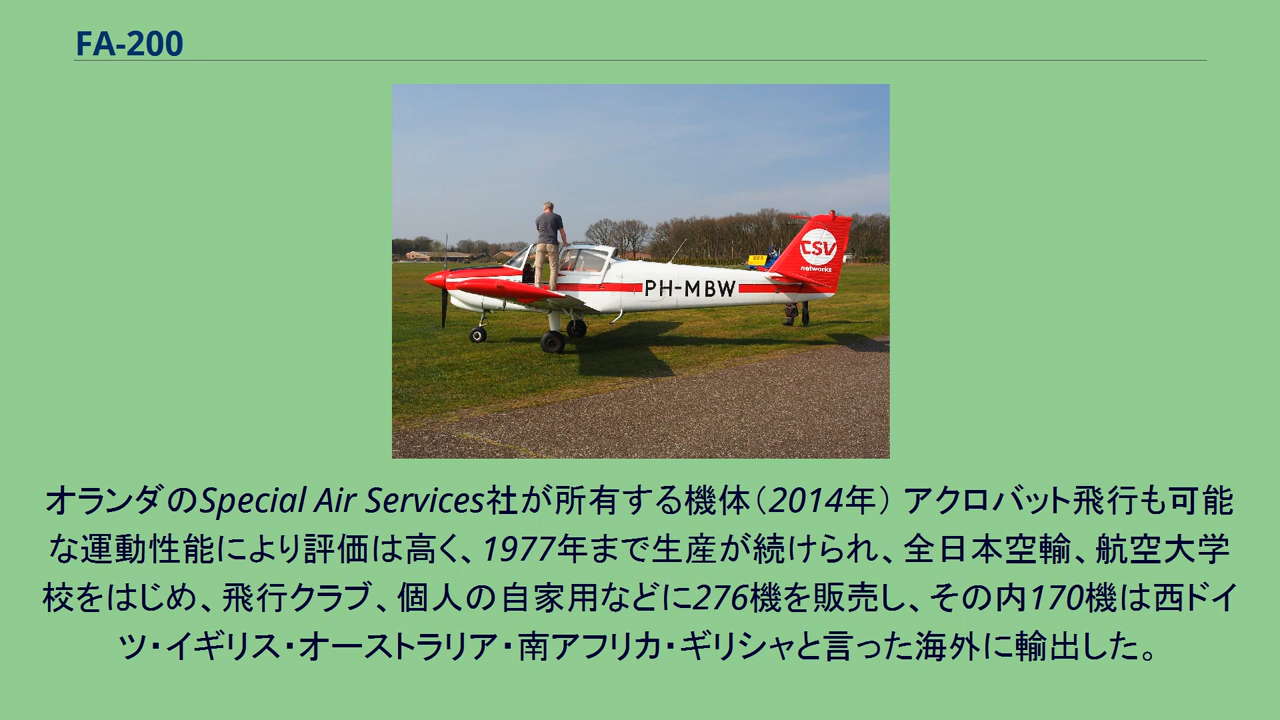 FA-200
CSV
networks
PH-MBW
オランダのSpecial Air Services社が所有する機体（2014年） アクロバット飛行も可能
な運動性能により評価は高く、1977年まで生産が続けられ、全日本空輸、航空大学
校をはじめ、飛行クラブ、個人の自家用などに276機を販売し、その内170機は西ドイ
ツ・イギリス・オーストラリア・南アフリカ・ギリシャと言った海外に輸出した。